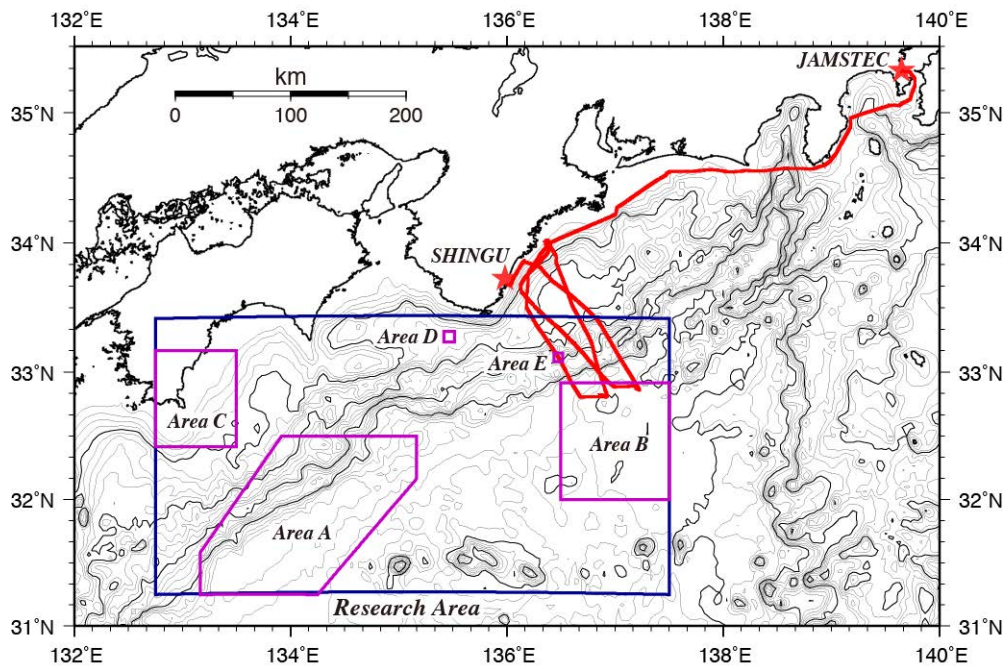 132°E 134°E 136°E 138°E 140°E
JAMSTEC
km
0 100 200
35°N 35°N
34°N 34°N
SHINGU
Area D
Area E
33°N 33°N
Area C
Area B
32°N 32°N
Area A
Research Area
31°N 31°N
132°E 134°E 136°E 138°E 140°E